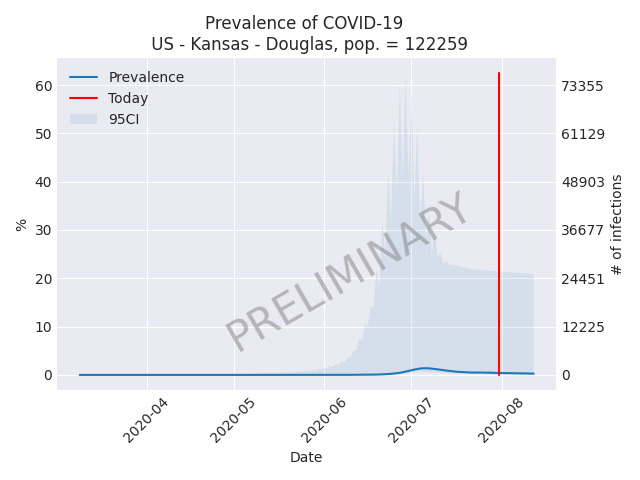 Prevalence of COVID-19
US - Kansas - Douglas, pop. = 122259
Prevalence
Today
95CI
60
50
40
30
20
10
0
%
73355
61129
48903
36677
24451
12225
0
# of infections
PRELIMINARY
2020-04
2020-05
2020-06
2020-07
2020-08
Date